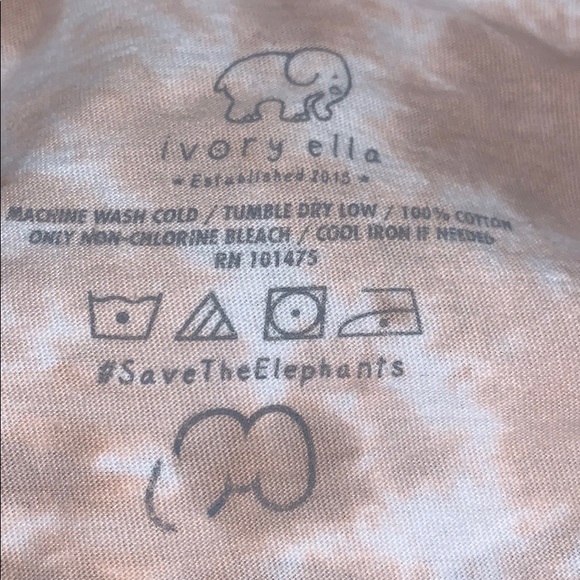 ivory ella
Established 2015
MACHINE WASH COLD / TUMBLE DRY LOW / 100% COTTON
ONLY NON-CHLORINE BLEACH / COOL IRON IF NEEDED
RN 101475
#SaveTheElephants